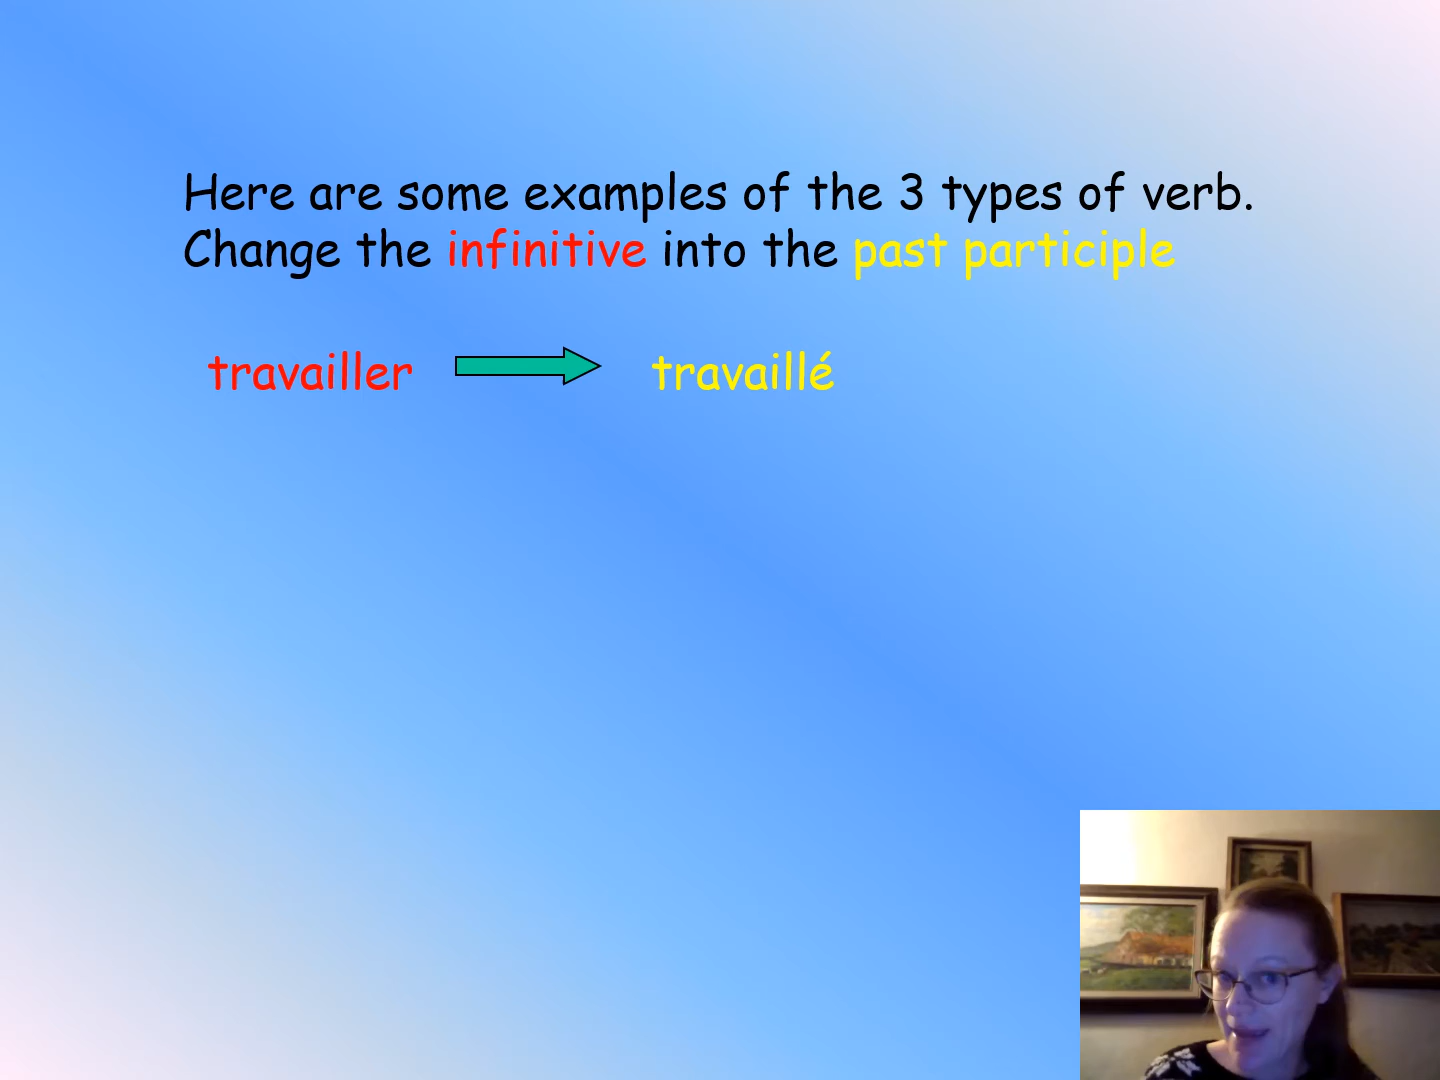 Here are some examples of the 3 types of verb.
Change the infinitive into the past participle
travailler travaillé